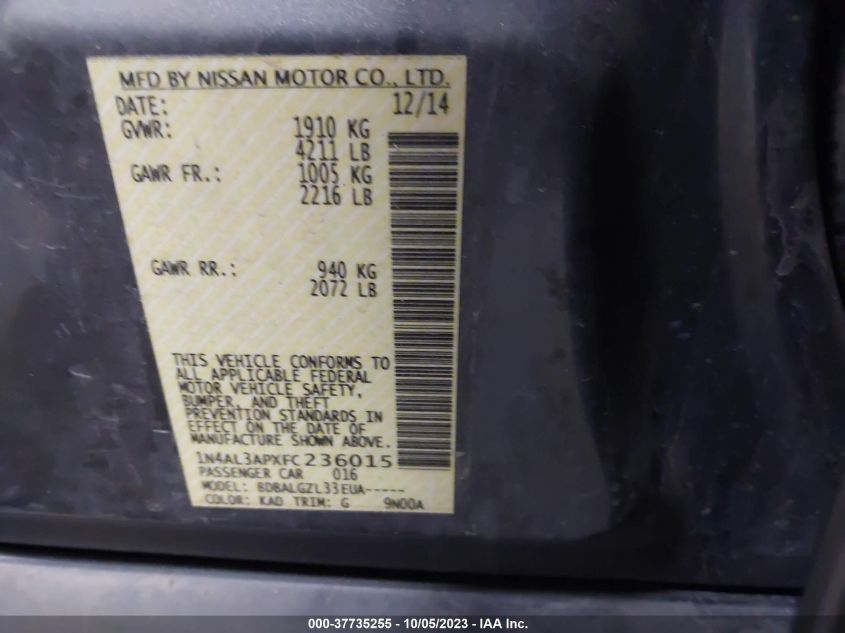 MFD BY NISSAN MOTOR CO., LTD.
DATE: 12/14
GVWR: 1910 KG
4211 LB
GAWR FR.: 1005 KG
2216 LB
GAWR RR.: 940 KG
2072 LB
THIS VEHICLE CONFORMS TO
ALL APPLICABLE FEDERAL
MOTOR VEHICLE SAFETY,
BUMPER, AND THEFT
PREVENTION STANDARDS IN
EFFECT ON THE DATE OF
MANUFACTURE SHOWN ABOVE.
1N4AL3APXFC236015
PASSENGER CAR 016
MODEL: BDBALGZL33EUA-----
COLOR: KAD TRIM: G 9N00A
000-37735255 - 10/05/2023 - IAA Inc.